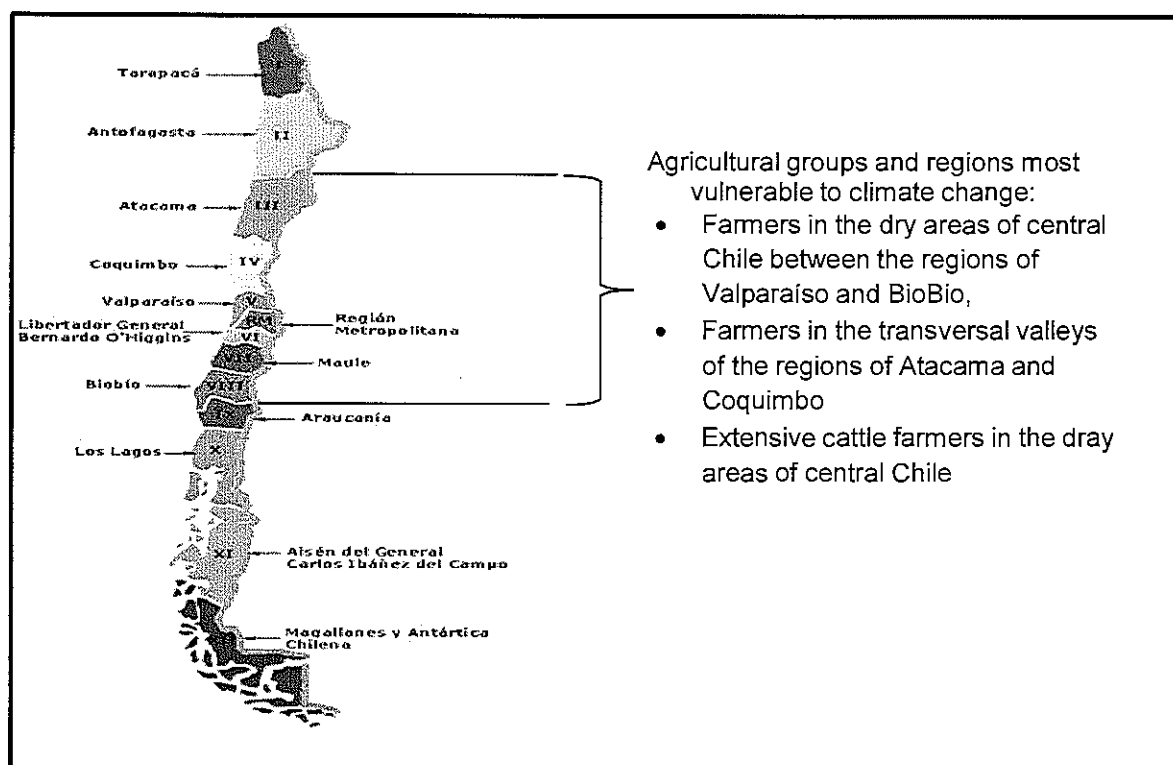 Tarapacá
I
Antofagasta
II
Atacama
III
Coquimbo
IV
Valparaíso
V
RM
Región
Metropolitana
Libertador General
Bernardo O'Higgins
VI
VII
Maule
Biobío
VIII
IX
Araucanía
Los Lagos
X
XI
Aisén del General
Carlos Ibáñez del Campo
Magallanes y Antártica
Chilena
Agricultural groups and regions most
vulnerable to climate change:
• Farmers in the dry areas of central
Chile between the regions of
Valparaíso and BioBio,
• Farmers in the transversal valleys
of the regions of Atacama and
Coquimbo
• Extensive cattle farmers in the dray
areas of central Chile